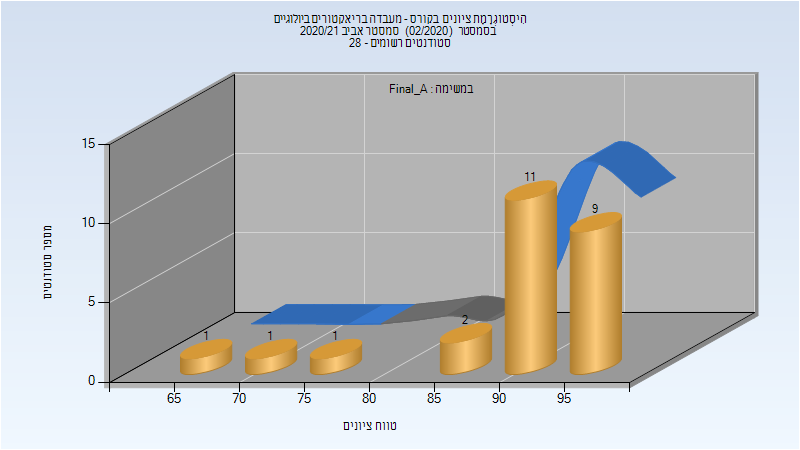 היסטוגרמת ציונים בקורס - מעבדה בריאקטורים ביולוגיים
בסמסטר (02/2020) סמסטר אביב 2020/21
סטודנטים רשומים - 28
במשימה : Final_A
15
10
5
0
מספר סטודנטים
1
1
1
2
11
9
65
70
75
80
85
90
95
טווח ציונים